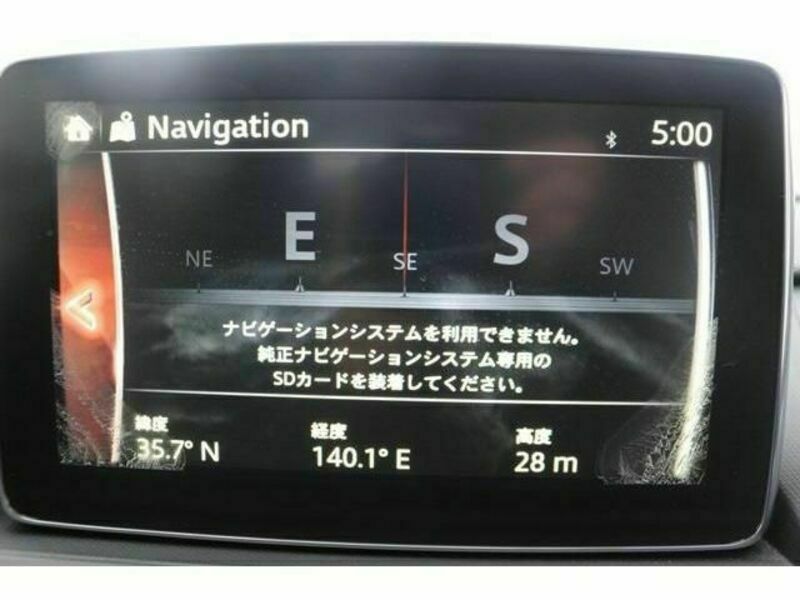 Navigation 5:00
NE E SE S SW
ナビゲーションシステムを利用できません。
純正ナビゲーションシステム専用の
SDカードを装着してください。
緯度 経度 高度
35.7° N 140.1° E 28 m